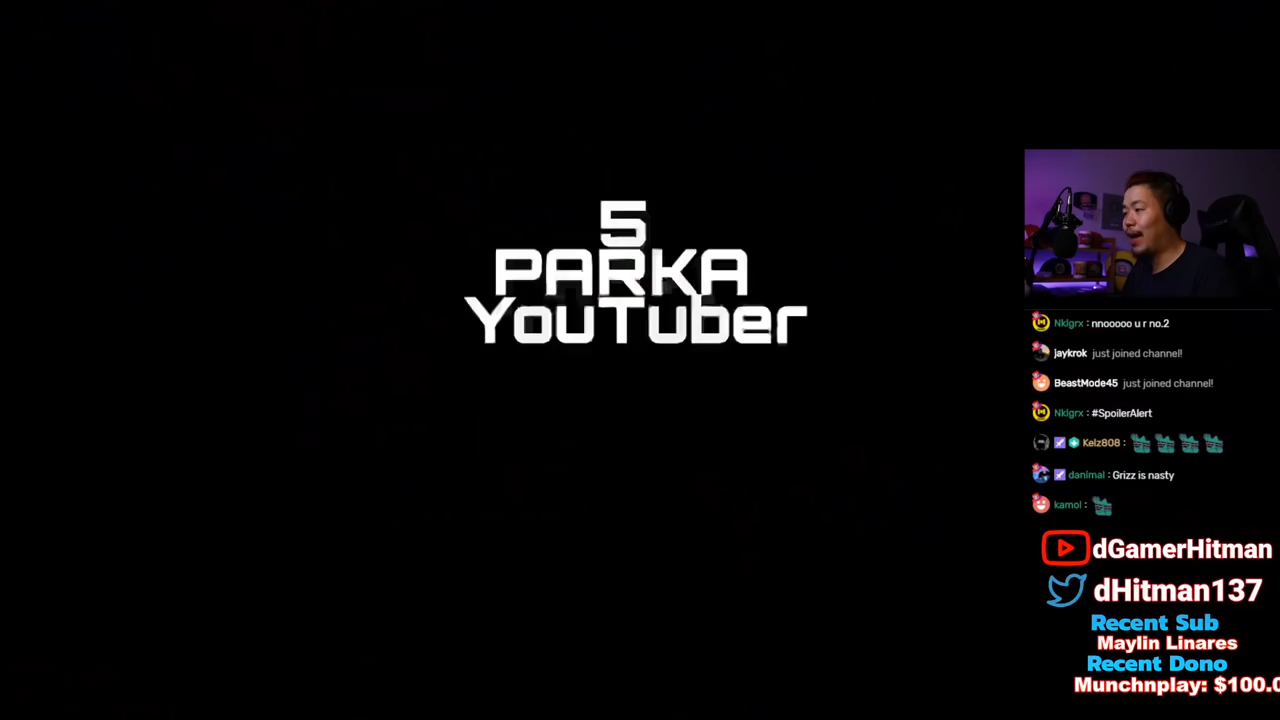 5
PARKA
YouTuber
Nklgrx : nnooooo u r no.2
jaykrok just joined channel!
BeastMode45 just joined channel!
Nklgrx : #SpoilerAlert
Kelz808 :
danimal : Grizz is nasty
kamol :
dGamerHitman
dHitman137
Recent Sub
Maylin Linares
Recent Dono
Munchnplay: $100.0